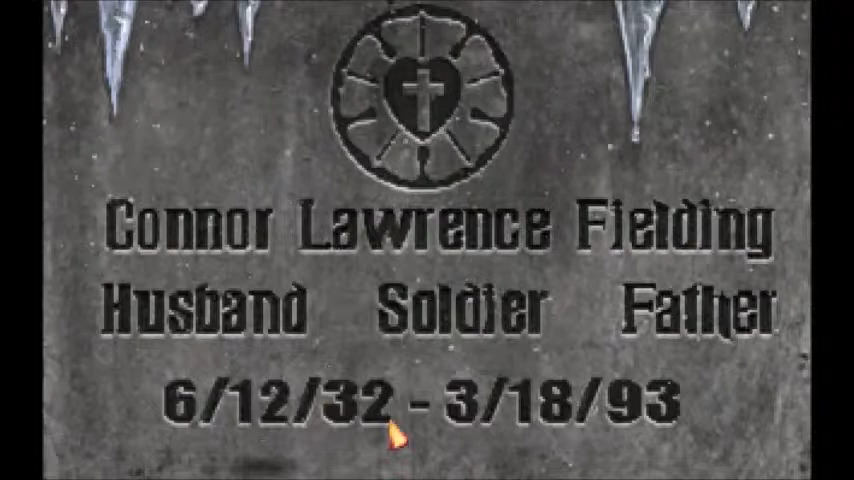 Connor Lawrence Fielding
Husband Soldier Father
6/12/32 - 3/18/93